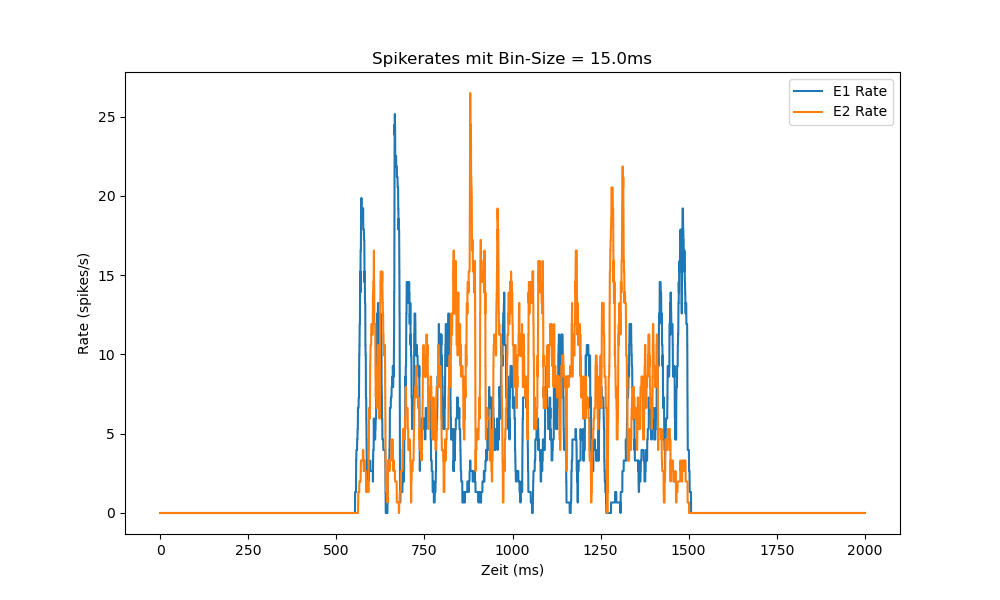 Spikerates mit Bin-Size = 15.0ms
E1 Rate
E2 Rate
25
20
15
10
5
0
Rate (spikes/s)
0 250 500 750 1000 1250 1500 1750 2000
Zeit (ms)